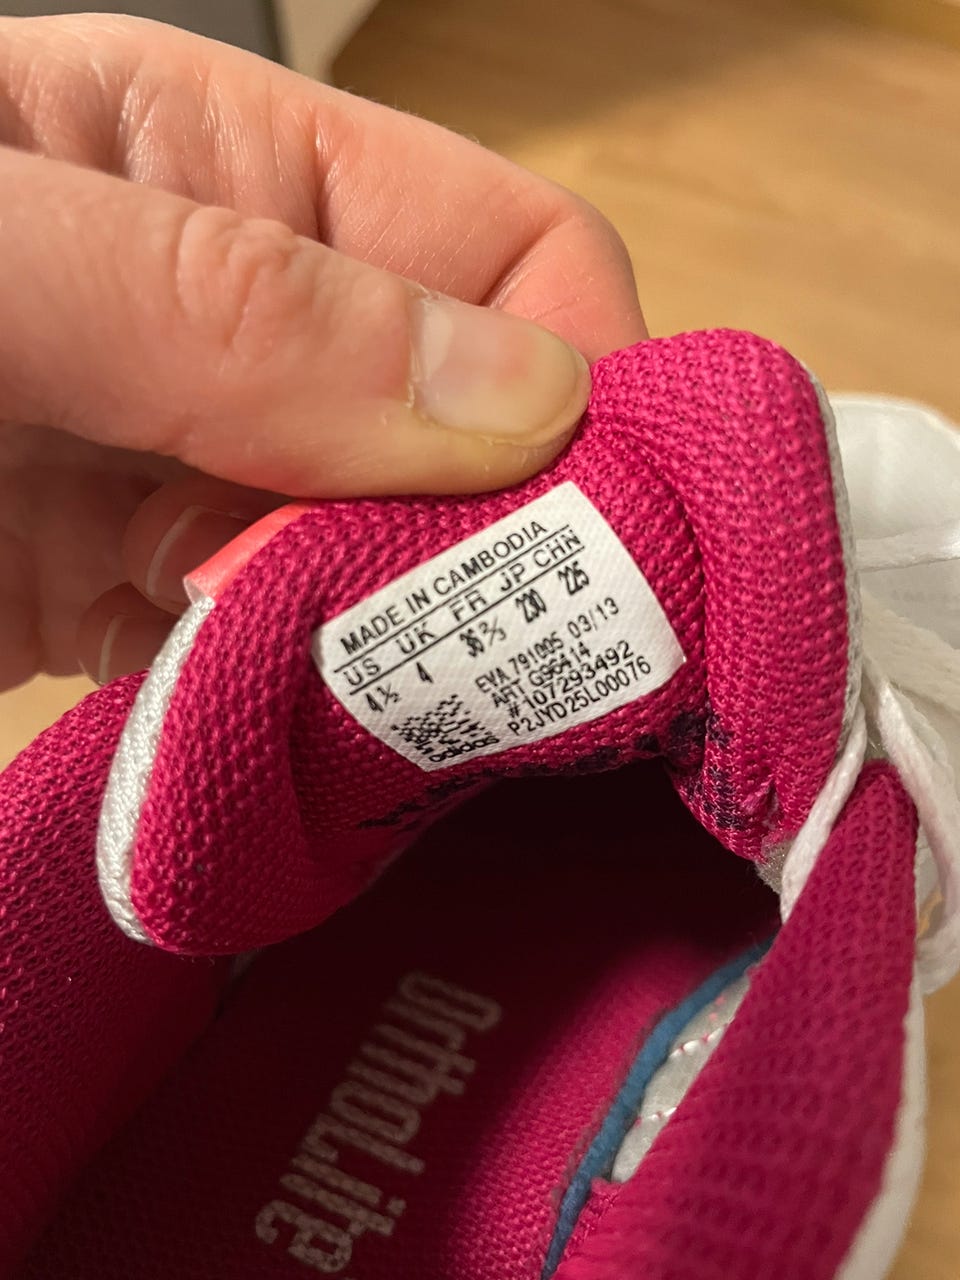 MADE IN CAMBODIA
US UK FR JP CHN
4½ 4 36⅔ 230 225
EVA 791005 03/13
ART G96414
#107293492
P2JYD25L00076
adidas
OrthoLite